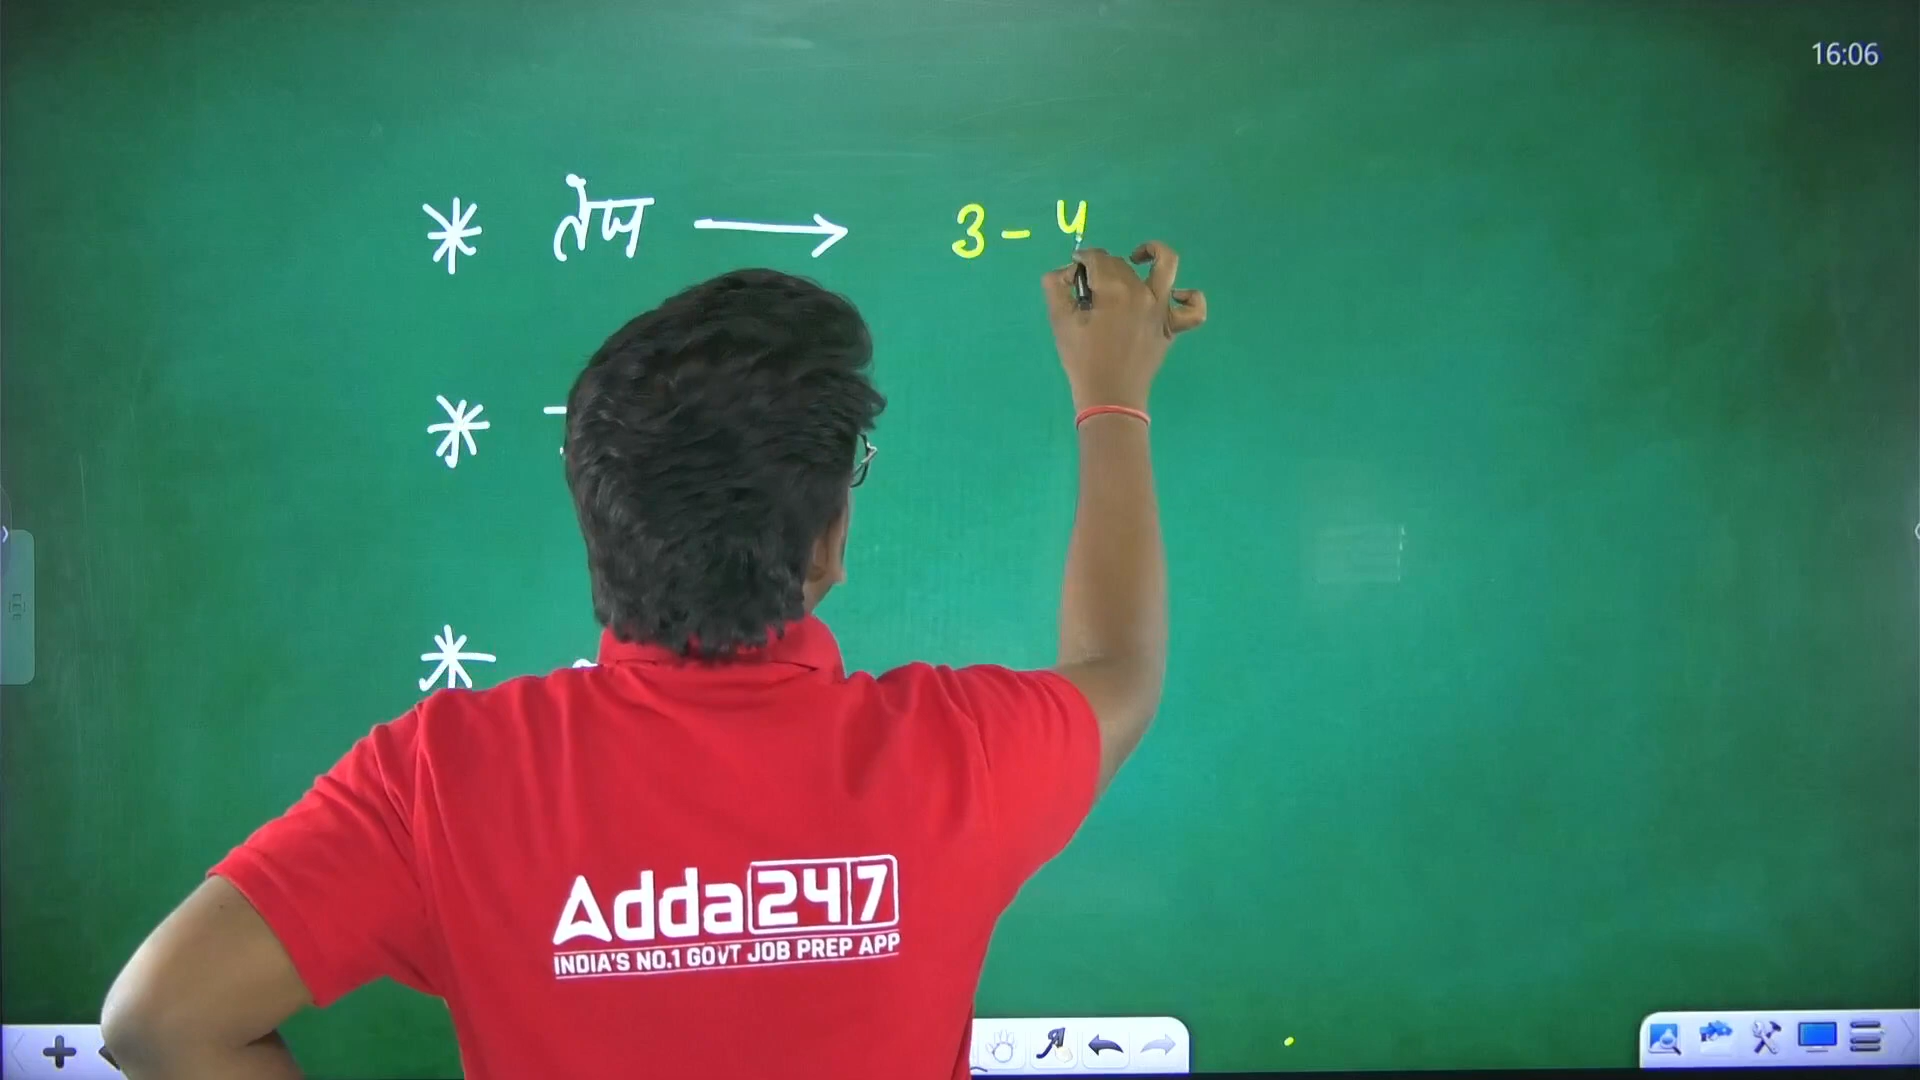 16:06
* तेज → 3 - 4
*
*
Adda247
INDIA'S NO.1 GOVT JOB PREP APP